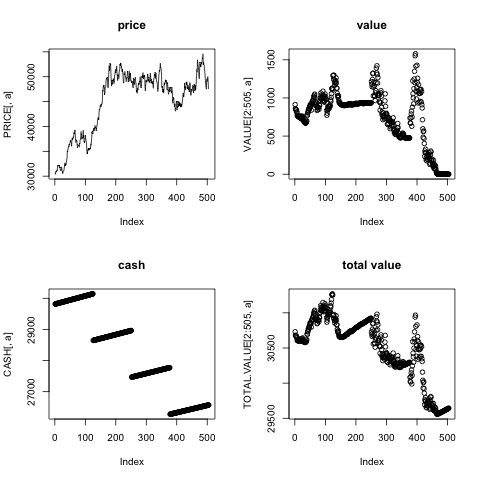 price
PRICE[, a]
30000 40000 50000
0 100 200 300 400 500
Index
value
VALUE[2:505, a]
0 500 1000 1500
0 100 200 300 400 500
Index
cash
CASH[, a]
27000 29000
0 100 200 300 400 500
Index
total value
TOTAL.VALUE[2:505, a]
29500 30500
0 100 200 300 400 500
Index